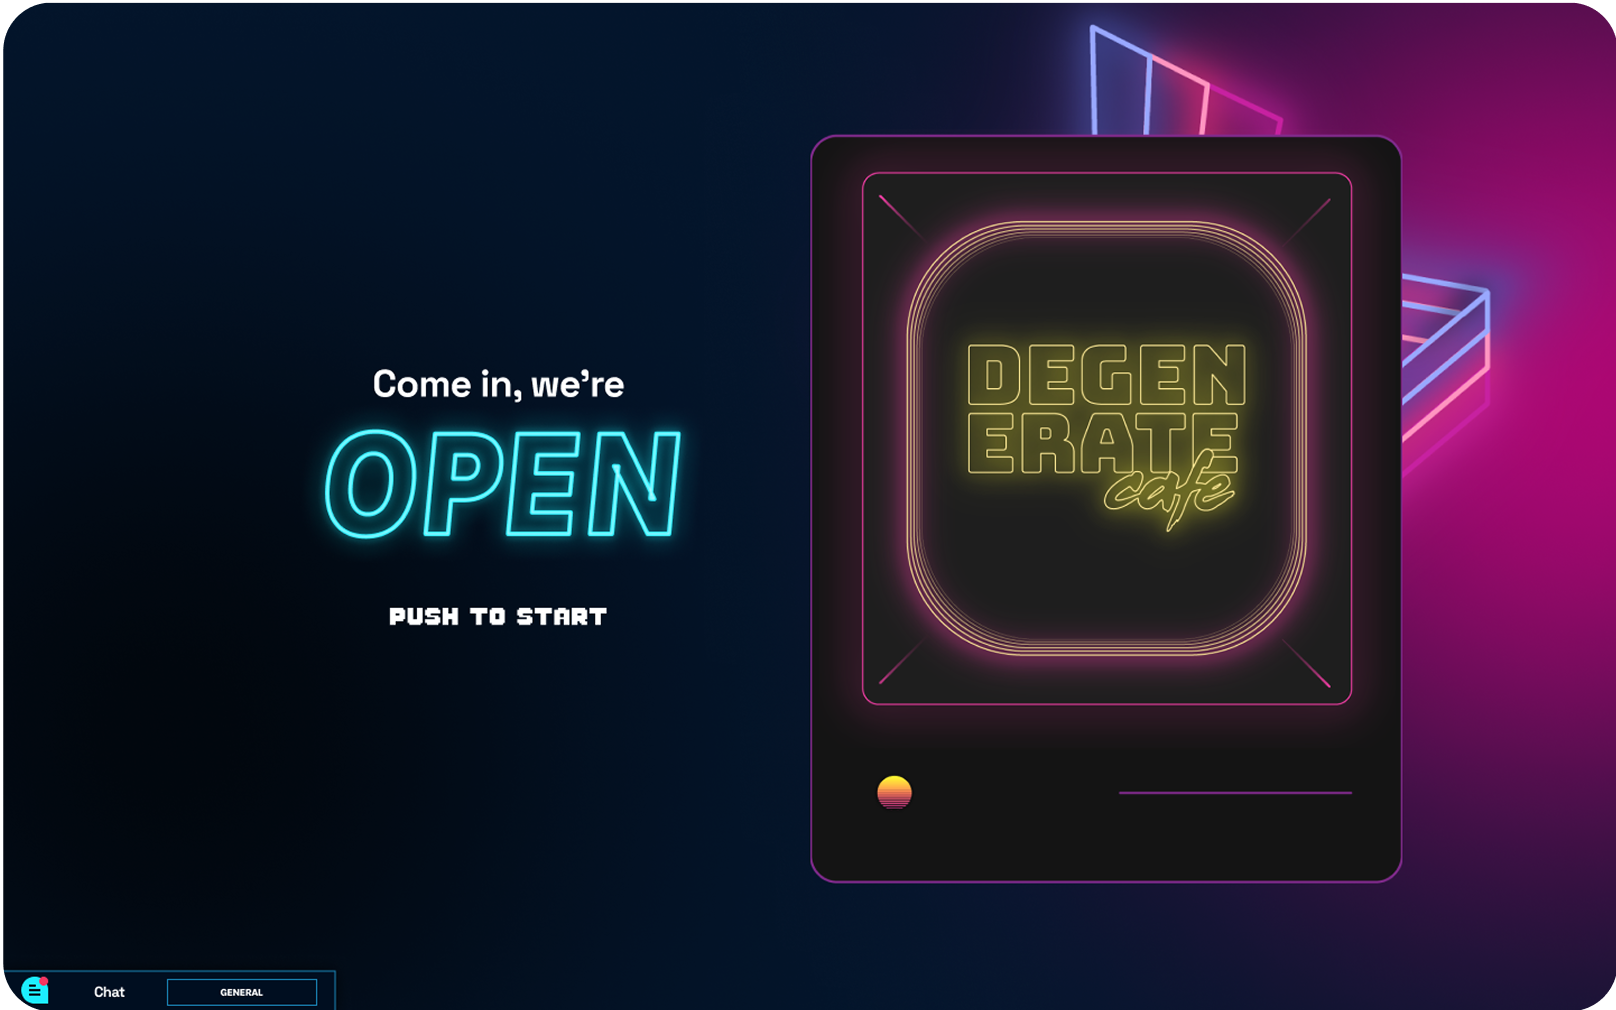 Come in, we're
OPEN
PUSH TO START
DEGEN
ERATE
cafe
Chat
GENERAL